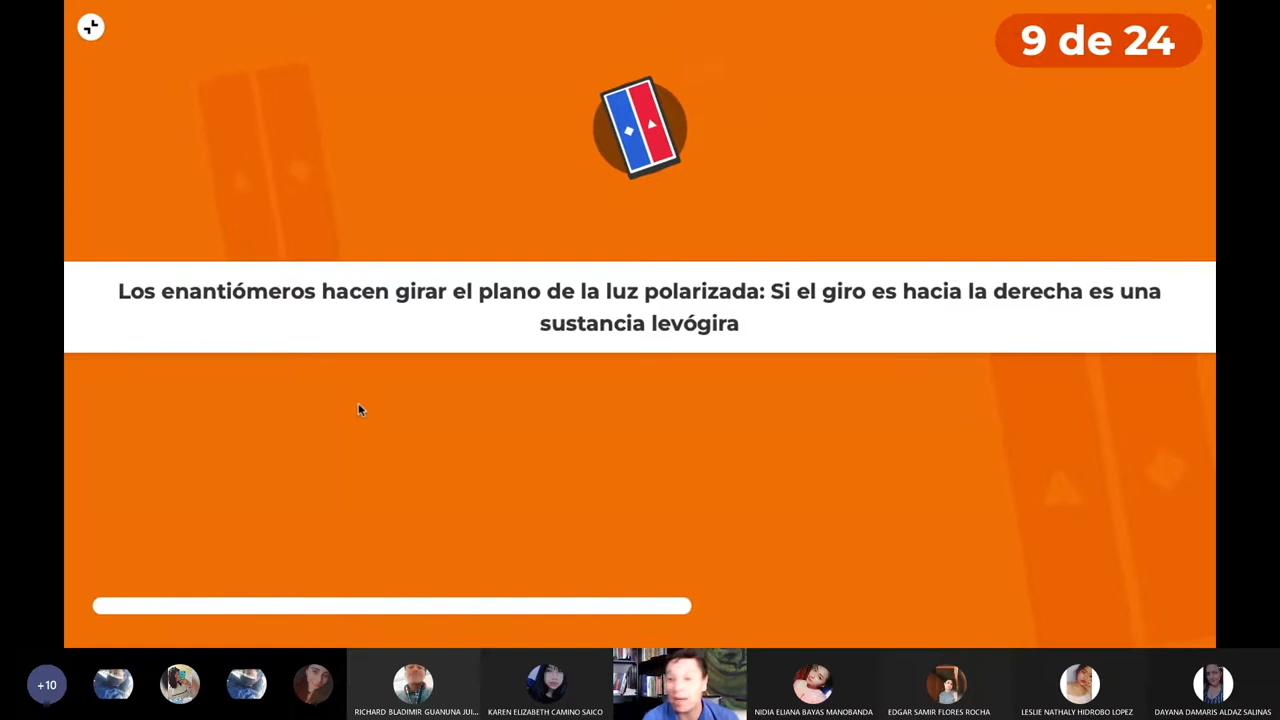 9 de 24
Los enantiómeros hacen girar el plano de la luz polarizada: Si el giro es hacia la derecha es una
sustancia levógira
+10
RICHARD BLADIMIR GUANUNA JUI...
KAREN ELIZABETH CAMINO SAICO
NIDIA ELIANA BAYAS MANOBANDA
EDGAR SAMIR FLORES ROCHA
LESLIE NATHALY HIDROBO LOPEZ
DAYANA DAMARIS ALDAZ SALINAS